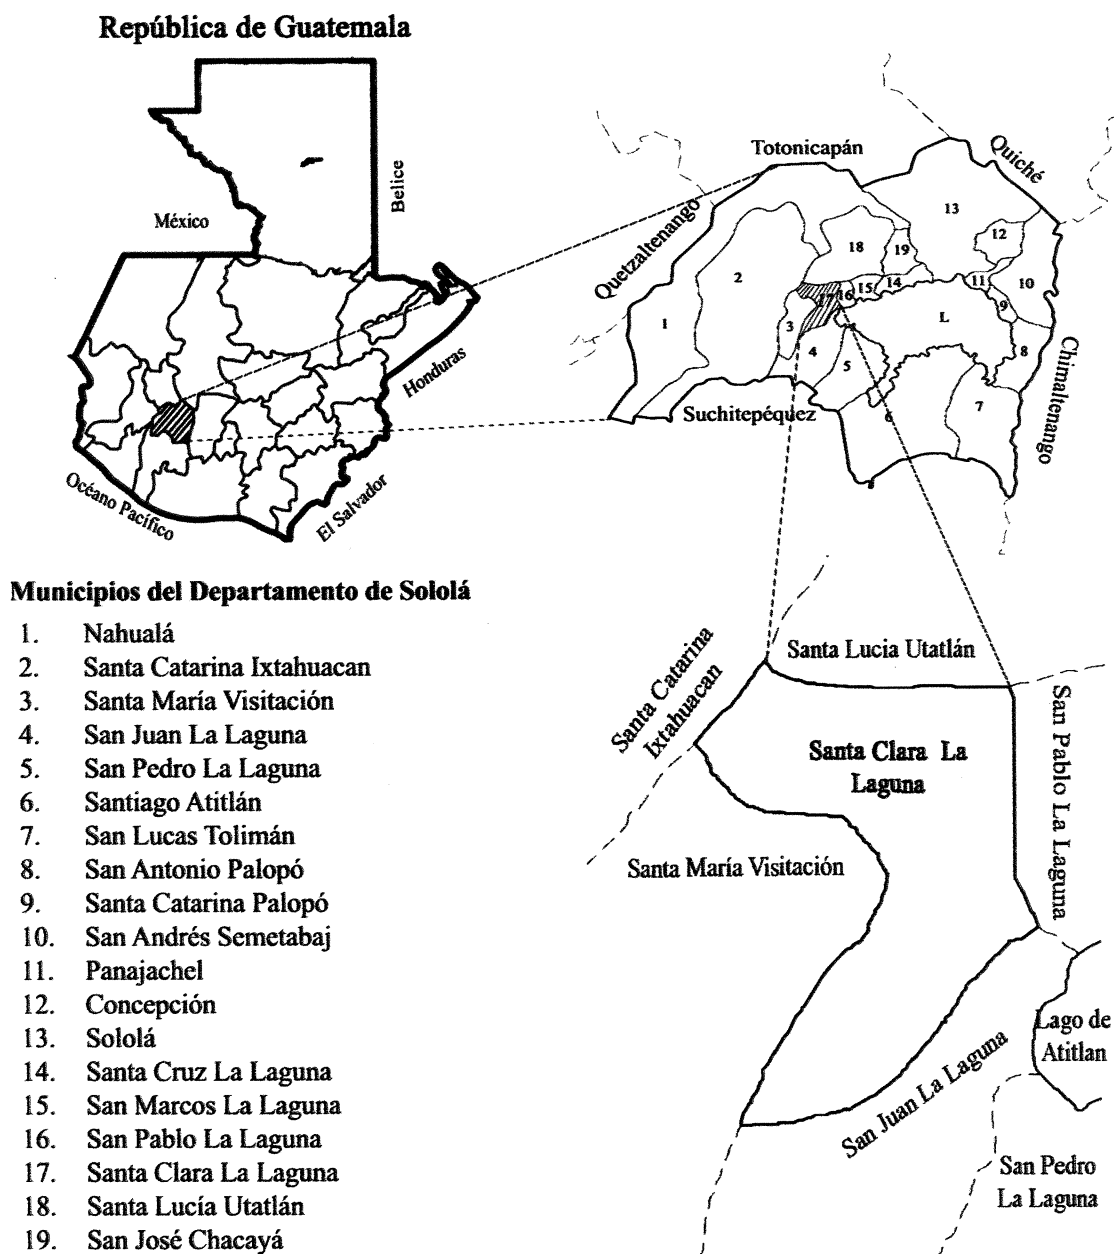 República de Guatemala
México
Belice
Honduras
El Salvador
Océano Pacífico
Totonicapán
Quiché
Quetzaltenango
Suchitepéquez
Chimaltenango
13
12
18
19
2
10
11
14
15
16
17
9
L
1
3
4
8
5
7
6
Municipios del Departamento de Sololá
1. Nahualá
2. Santa Catarina Ixtahuacan
3. Santa María Visitación
4. San Juan La Laguna
5. San Pedro La Laguna
6. Santiago Atitlán
7. San Lucas Tolimán
8. San Antonio Palopó
9. Santa Catarina Palopó
10. San Andrés Semetabaj
11. Panajachel
12. Concepción
13. Sololá
14. Santa Cruz La Laguna
15. San Marcos La Laguna
16. San Pablo La Laguna
17. Santa Clara La Laguna
18. Santa Lucía Utatlán
19. San José Chacayá
Santa Lucia Utatlán
Santa Catarina
Ixtahuacan
Santa Clara La
Laguna
San Pablo La Laguna
Santa María Visitación
Lago de
Atitlan
San Juan La Laguna
San Pedro
La Laguna